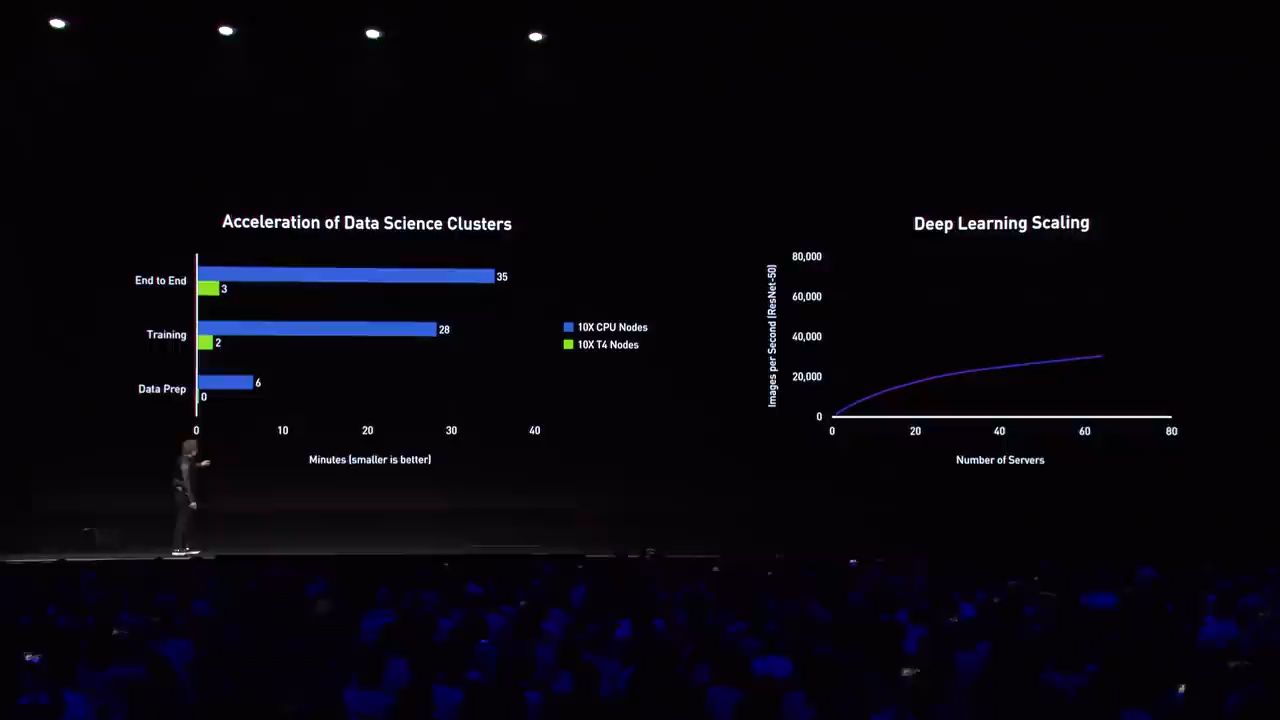 Acceleration of Data Science Clusters
End to End
35
3
Training
28
2
Data Prep
6
0
0 10 20 30 40
Minutes (smaller is better)
10X CPU Nodes
10X T4 Nodes
Deep Learning Scaling
Images per Second (ResNet-50)
80,000
60,000
40,000
20,000
0
0 20 40 60 80
Number of Servers